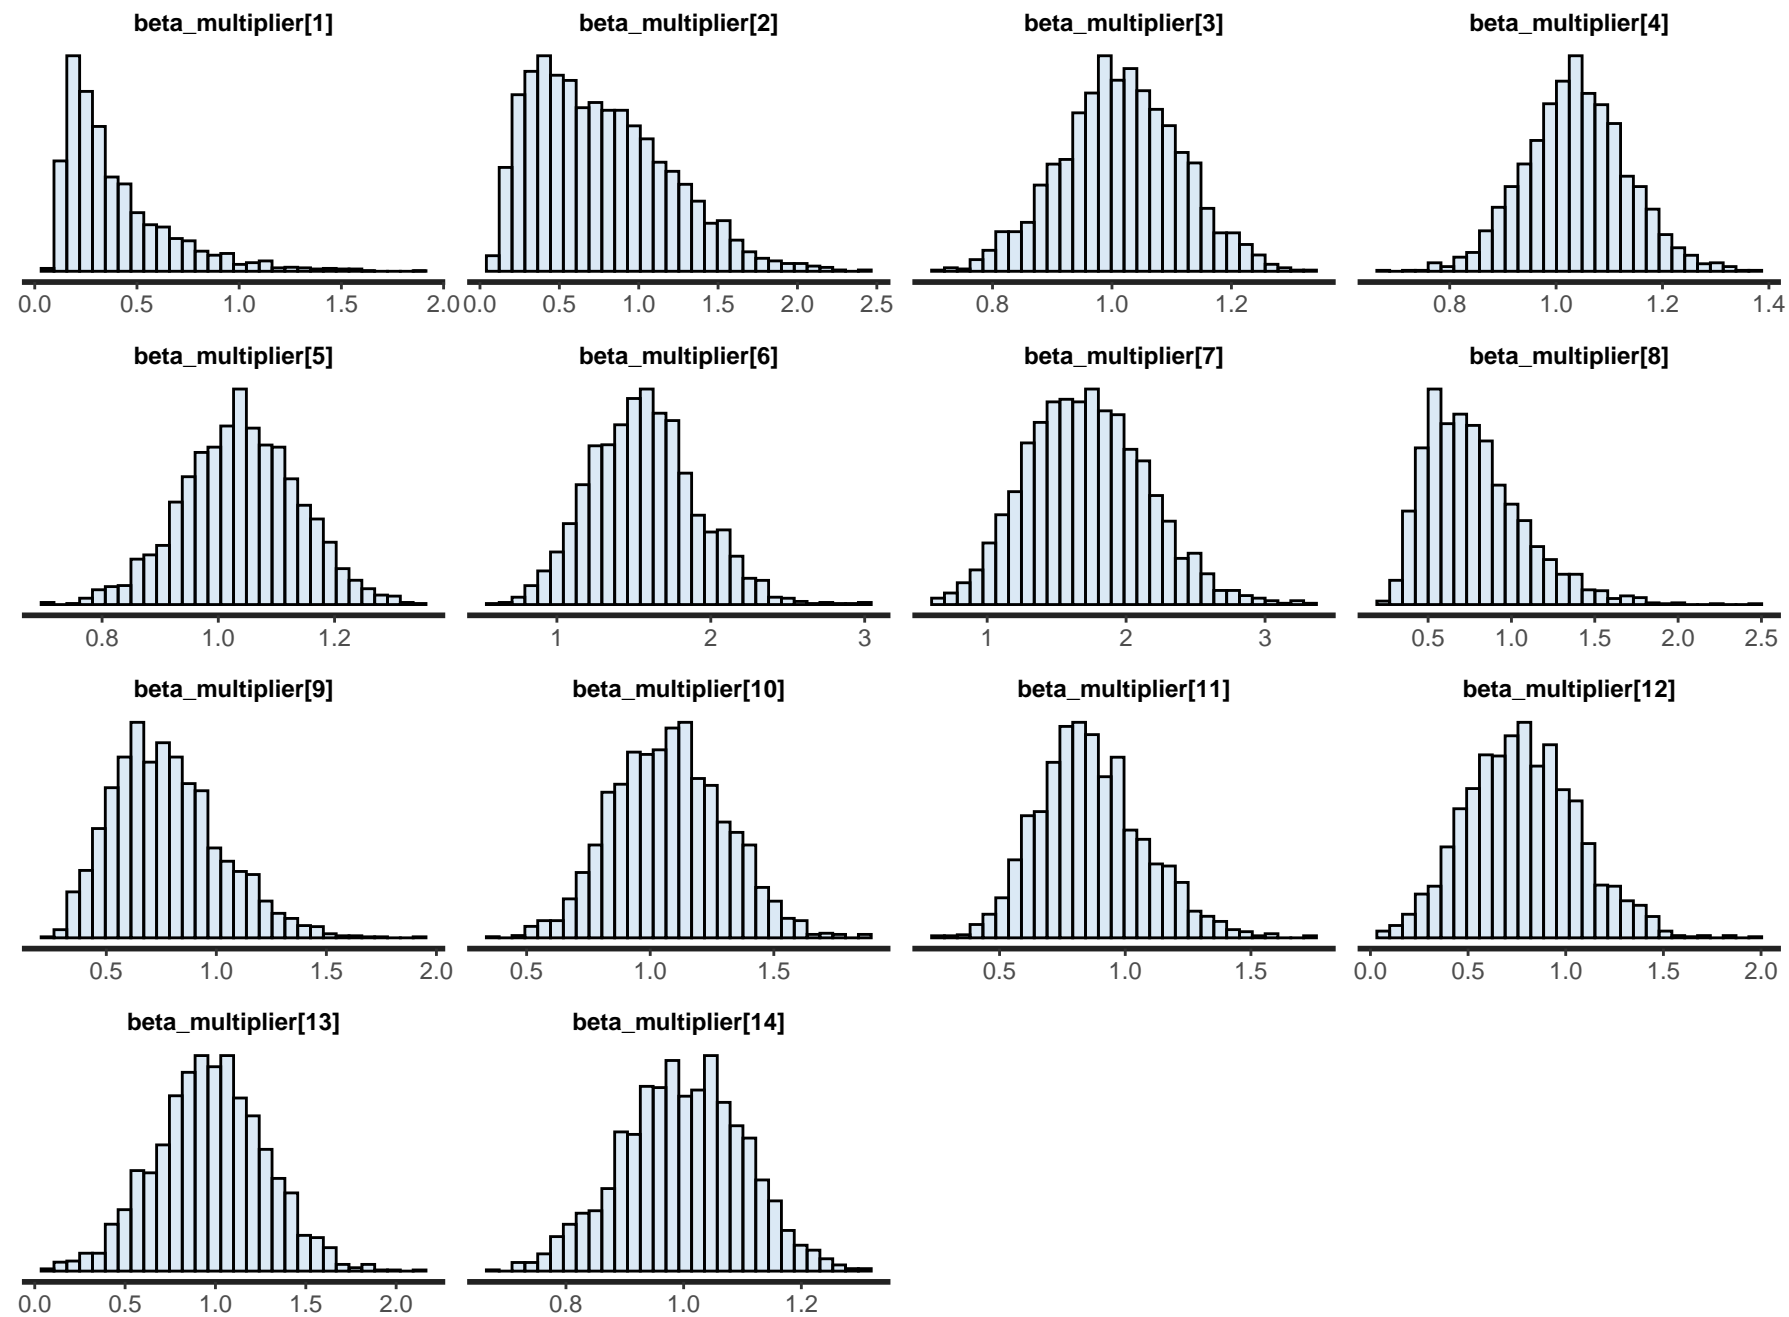 beta_multiplier[1] beta_multiplier[2] beta_multiplier[3] beta_multiplier[4]
0.0 0.5 1.0 1.5 2.0 0.0 0.5 1.0 1.5 2.0 2.5 0.8 1.0 1.2 0.8 1.0 1.2 1.4
beta_multiplier[5] beta_multiplier[6] beta_multiplier[7] beta_multiplier[8]
0.8 1.0 1.2 1 2 3 1 2 3 0.5 1.0 1.5 2.0 2.5
beta_multiplier[9] beta_multiplier[10] beta_multiplier[11] beta_multiplier[12]
0.5 1.0 1.5 2.0 0.5 1.0 1.5 0.5 1.0 1.5 0.0 0.5 1.0 1.5 2.0
beta_multiplier[13] beta_multiplier[14]
0.0 0.5 1.0 1.5 2.0 0.8 1.0 1.2